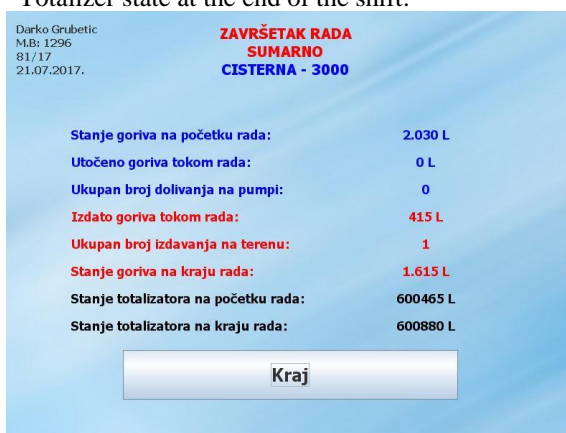 Totalizer state at the end of the shift.
Darko Grubetic
M.B: 1296
81/17
21.07.2017.
ZAVRŠETAK RADA
SUMARNO
CISTERNA - 3000
Stanje goriva na početku rada: 2.030 L
Utočeno goriva tokom rada: 0 L
Ukupan broj dolivanja na pumpi: 0
Izdato goriva tokom rada: 415 L
Ukupan broj izdavanja na terenu: 1
Stanje goriva na kraju rada: 1.615 L
Stanje totalizatora na početku rada: 600465 L
Stanje totalizatora na kraju rada: 600880 L
Kraj